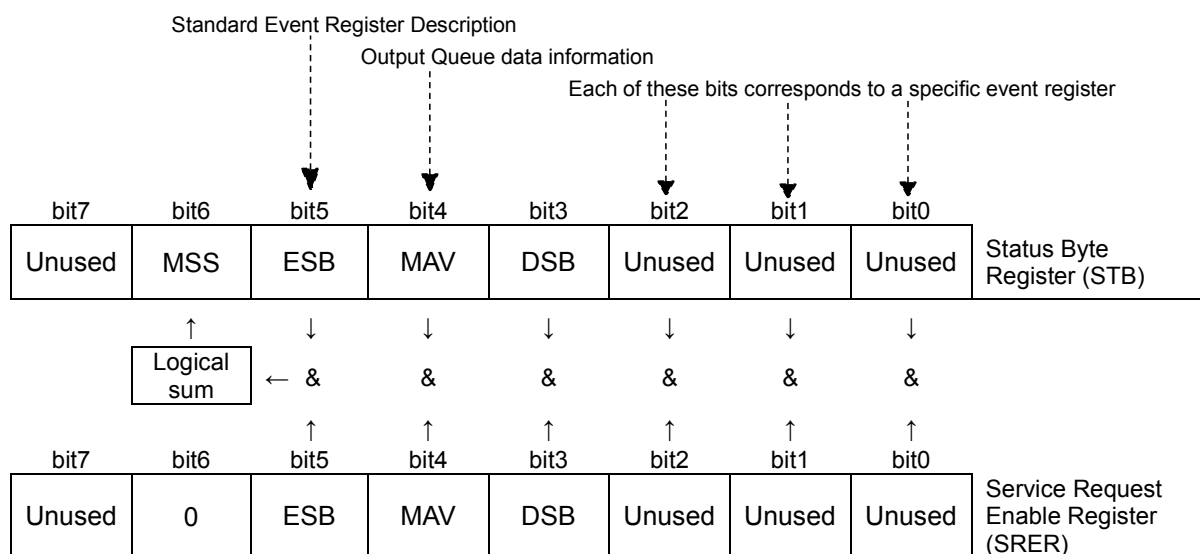 Standard Event Register Description
Output Queue data information
Each of these bits corresponds to a specific event register
bit7 bit6 bit5 bit4 bit3 bit2 bit1 bit0
Unused MSS ESB MAV DSB Unused Unused Unused
Status Byte
Register (STB)
↑ ↓ ↓ ↓ ↓ ↓ ↓
Logical
sum
← & & & & & &
↑ ↑ ↑ ↑ ↑ ↑
bit7 bit6 bit5 bit4 bit3 bit2 bit1 bit0
Unused 0 ESB MAV DSB Unused Unused Unused
Service Request
Enable Register
(SRER)